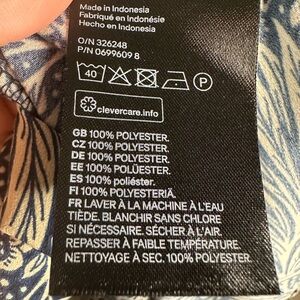 Made in Indonesia
Fabriqué en Indonésie
Hecho en Indonesia
O/N 326248
P/N 0699609 8
40 P
clevercare.info
GB 100% POLYESTER.
CZ 100% POLYESTER.
DE 100% POLYESTER.
EE 100% POLÜESTER.
ES 100% poliéster.
FI 100% POLYESTERIÄ.
FR LAVER À LA MACHINE À L'EAU
TIÈDE. BLANCHIR SANS CHLORE
SI NÉCESSAIRE. SÉCHER À L'AIR.
REPASSER À FAIBLE TEMPÉRATURE.
NETTOYAGE À SEC. 100% POLYESTER.